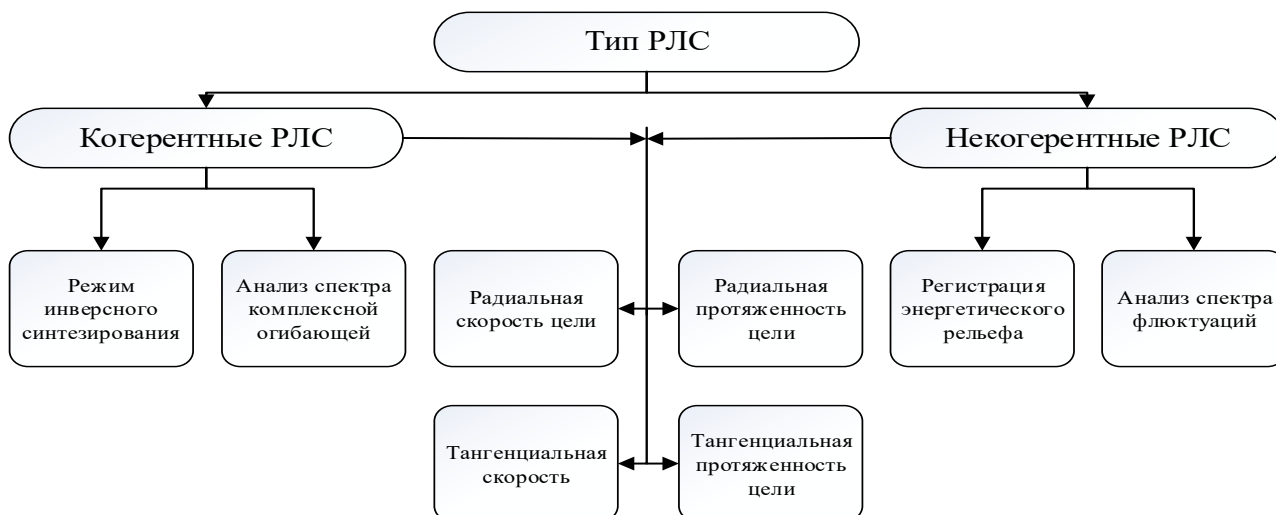 Тип РЛС
Когерентные РЛС
Некогерентные РЛС
Режим
инверсного
синтезирования
Анализ спектра
комплексной
огибающей
Радиальная
скорость цели
Радиальная
протяженность
цели
Регистрация
энергетического
рельефа
Анализ спектра
флюктуаций
Тангенциальная
скорость
Тангенциальная
протяженность
цели